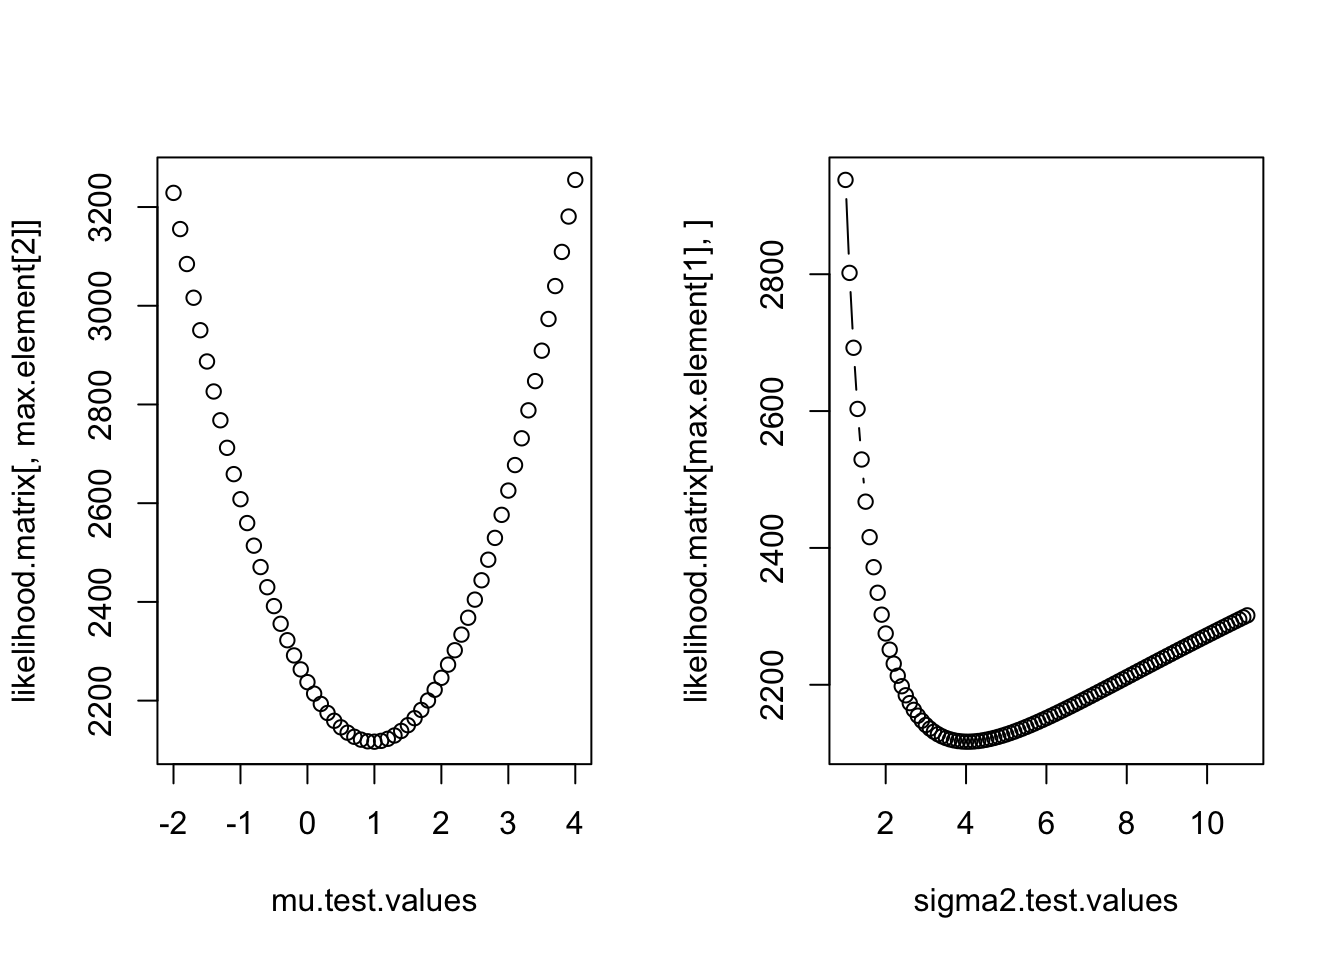 likelihood.matrix[, max.element[2]]
2200 2400 2600 2800 3000 3200
-2 -1 0 1 2 3 4
mu.test.values
likelihood.matrix[max.element[1], ]
2200 2400 2600 2800
2 4 6 8 10
sigma2.test.values